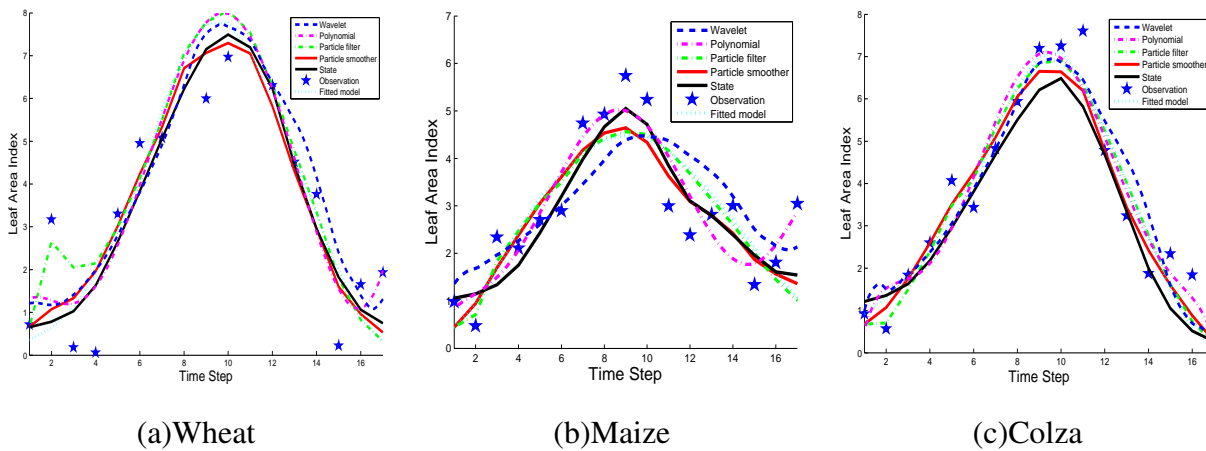 Leaf Area Index
8
7
6
5
4
3
2
1
0
2 4 6 8 10 12 14 16
Time Step
Wavelet
Polynomial
Particle filter
Particle smoother
State
Observation
Fitted model
(a)Wheat
Leaf Area Index
7
6
5
4
3
2
1
0
2 4 6 8 10 12 14 16
Time Step
Wavelet
Polynomial
Particle filter
Particle smoother
State
Observation
Fitted model
(b)Maize
Leaf Area Index
8
7
6
5
4
3
2
1
0
2 4 6 8 10 12 14 16
Time Step
Wavelet
Polynomial
Particle filter
Particle smoother
State
Observation
Fitted model
(c)Colza